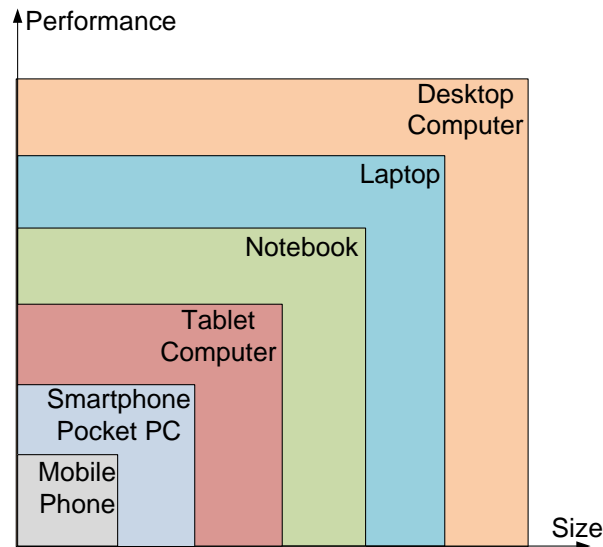 Performance
Desktop
Computer
Laptop
Notebook
Tablet
Computer
Smartphone
Pocket PC
Mobile
Phone
Size